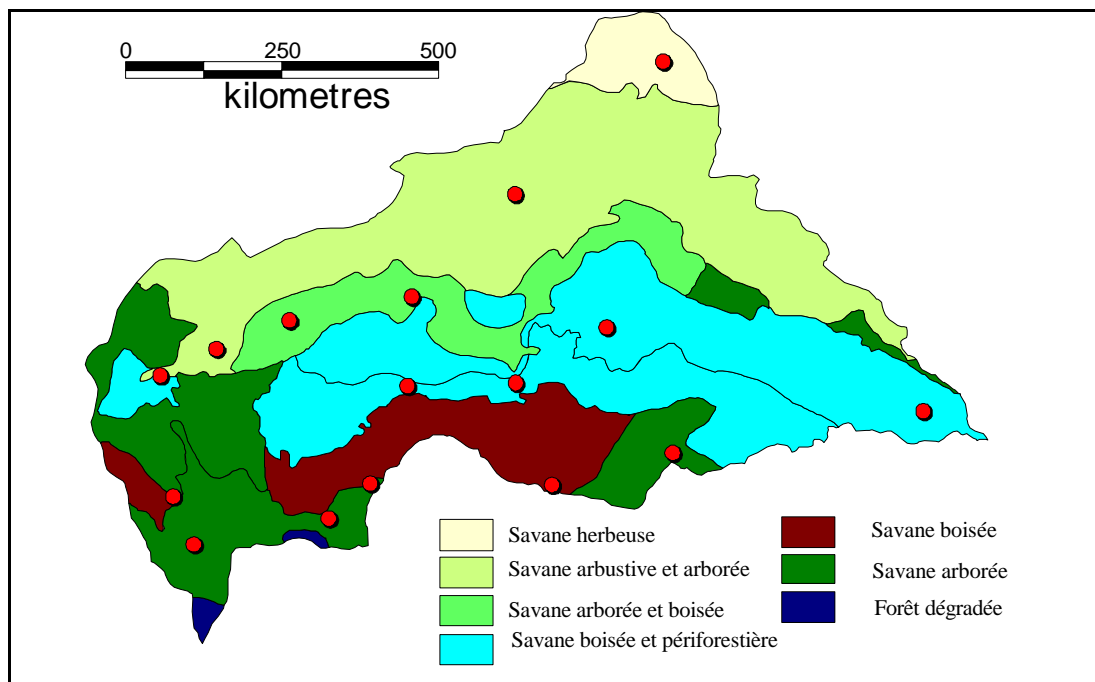 0 250 500
kilometres
Savane herbeuse
Savane arbustive et arborée
Savane arborée et boisée
Savane boisée et périforestière
Savane boisée
Savane arborée
Forêt dégradée